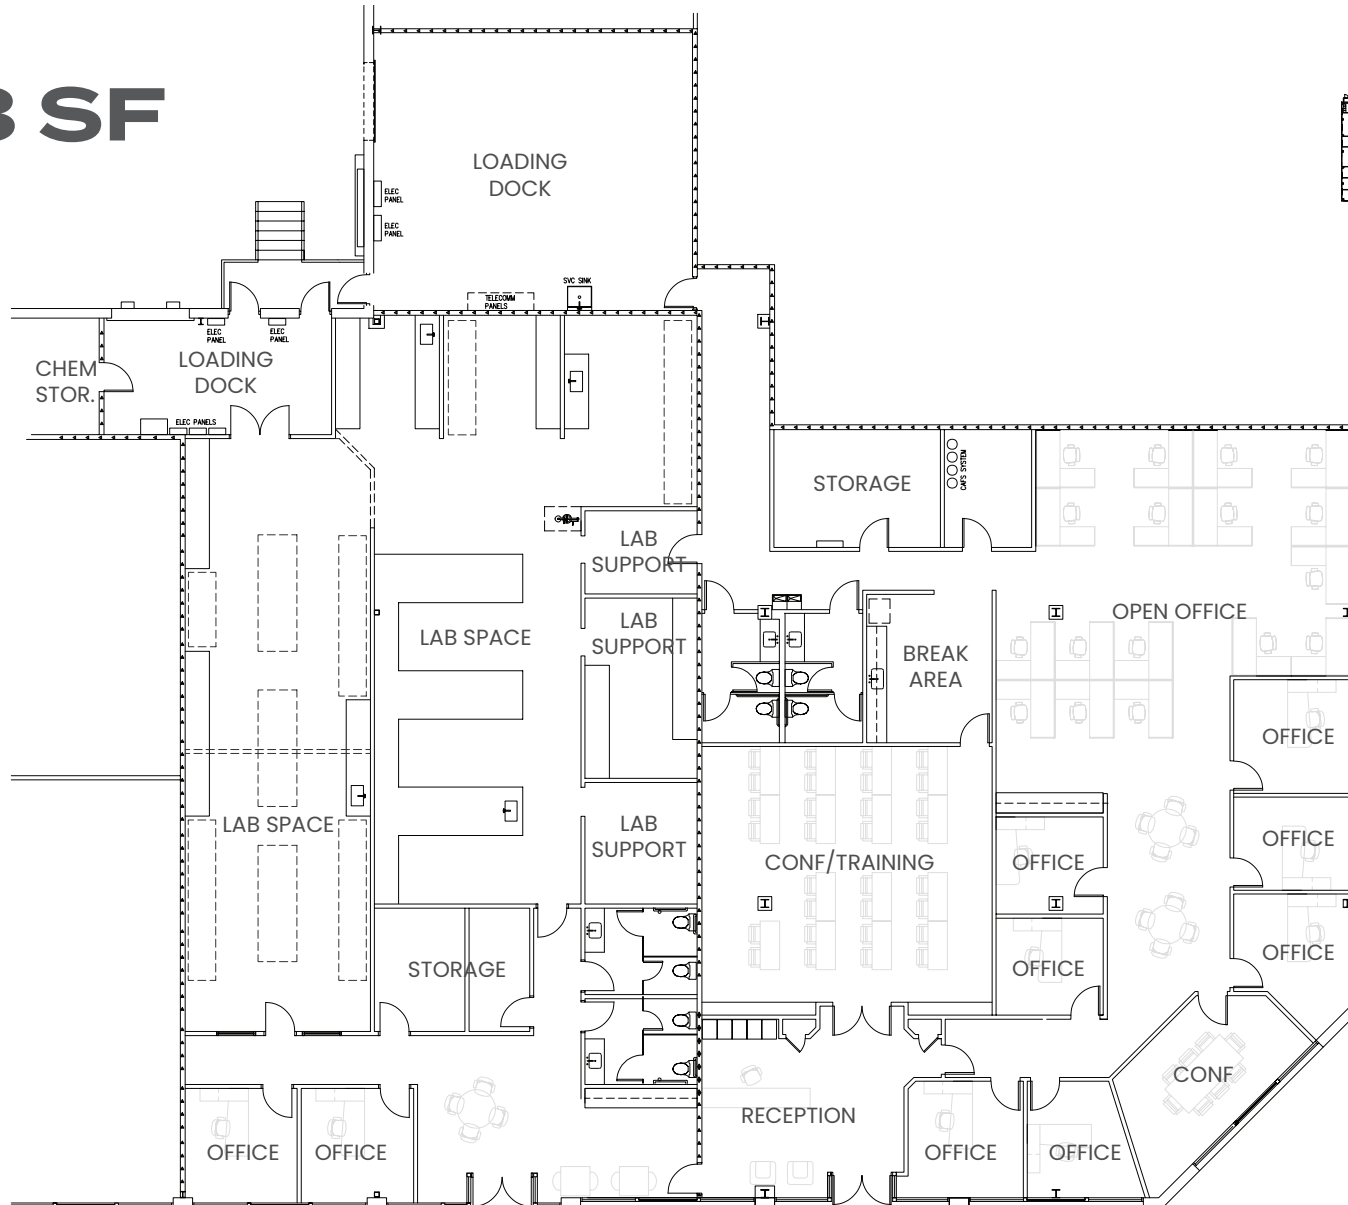 3 SF
LOADING
DOCK
ELEC
PANEL
ELEC
PANEL
SVC SINK
TELECOMM
PANELS
ELEC
PANEL
ELEC
PANEL
CHEM
STOR.
LOADING
DOCK
ELEC PANELS
STORAGE
CAFS SYSTEM
LAB
SUPPORT
LAB SPACE
LAB
SUPPORT
OPEN OFFICE
BREAK
AREA
OFFICE
LAB SPACE
LAB
SUPPORT
CONF/TRAINING
OFFICE
OFFICE
STORAGE
OFFICE
OFFICE
CONF
RECEPTION
OFFICE
OFFICE
OFFICE
OFFICE